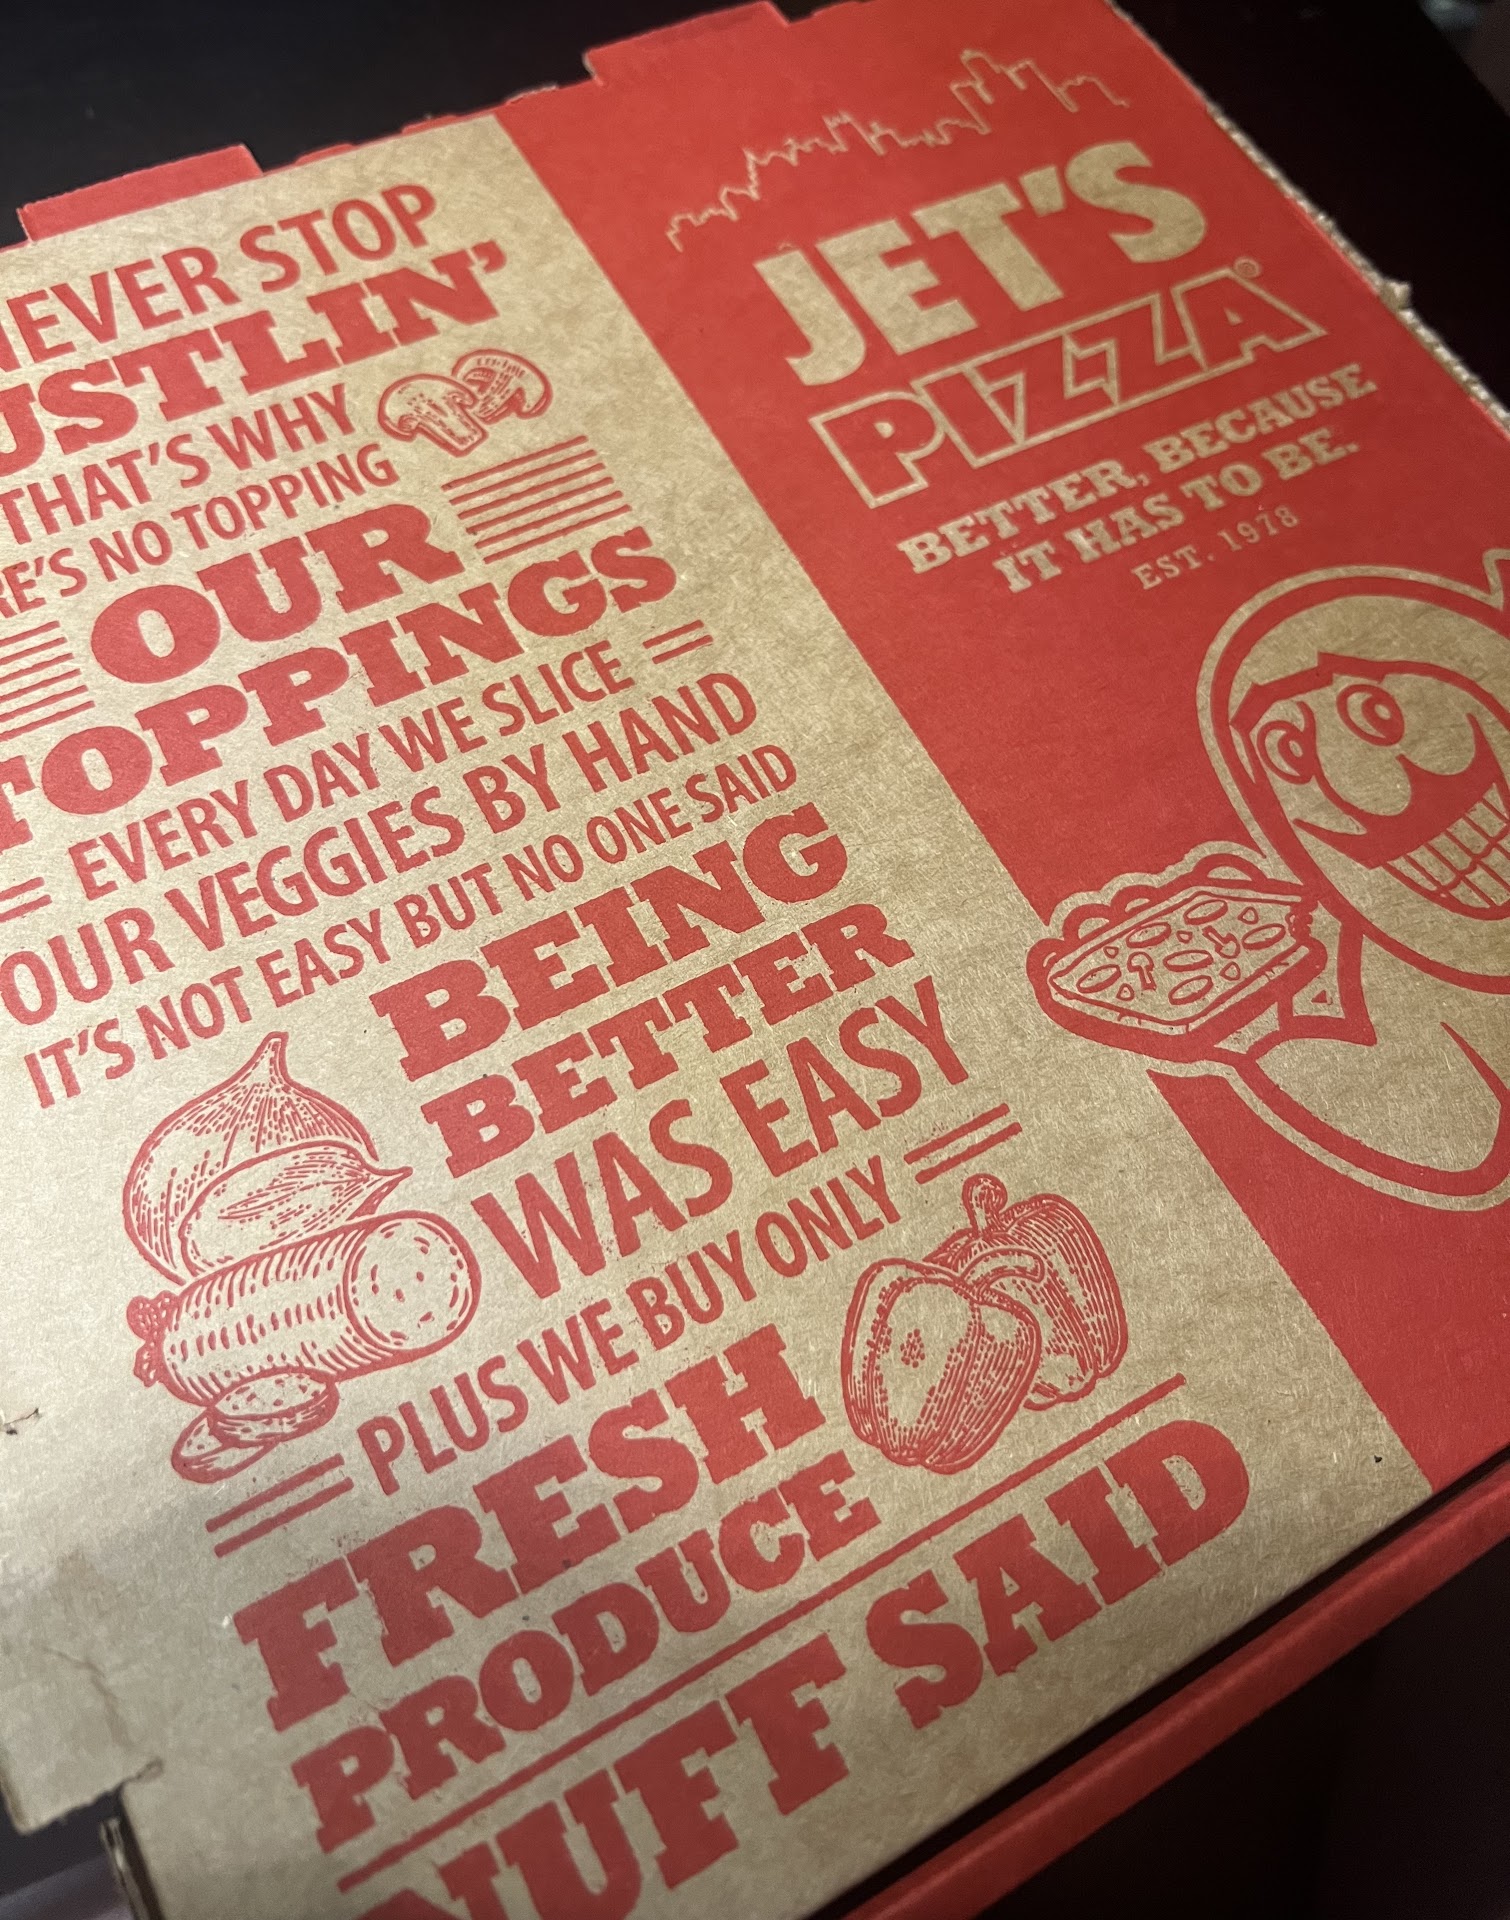 NEVER STOP
USTLIN'
THAT'S WHY
RE'S NO TOPPING
OUR
TOPPINGS
EVERY DAY WE SLICE
OUR VEGGIES BY HAND
IT'S NOT EASY BUT NO ONE SAID
BEING
BETTER
WAS EASY
PLUS WE BUY ONLY
FRESH
PRODUCE
NUFF SAID
JET'S
PIZZA®
BETTER, BECAUSE
IT HAS TO BE.
EST. 1978